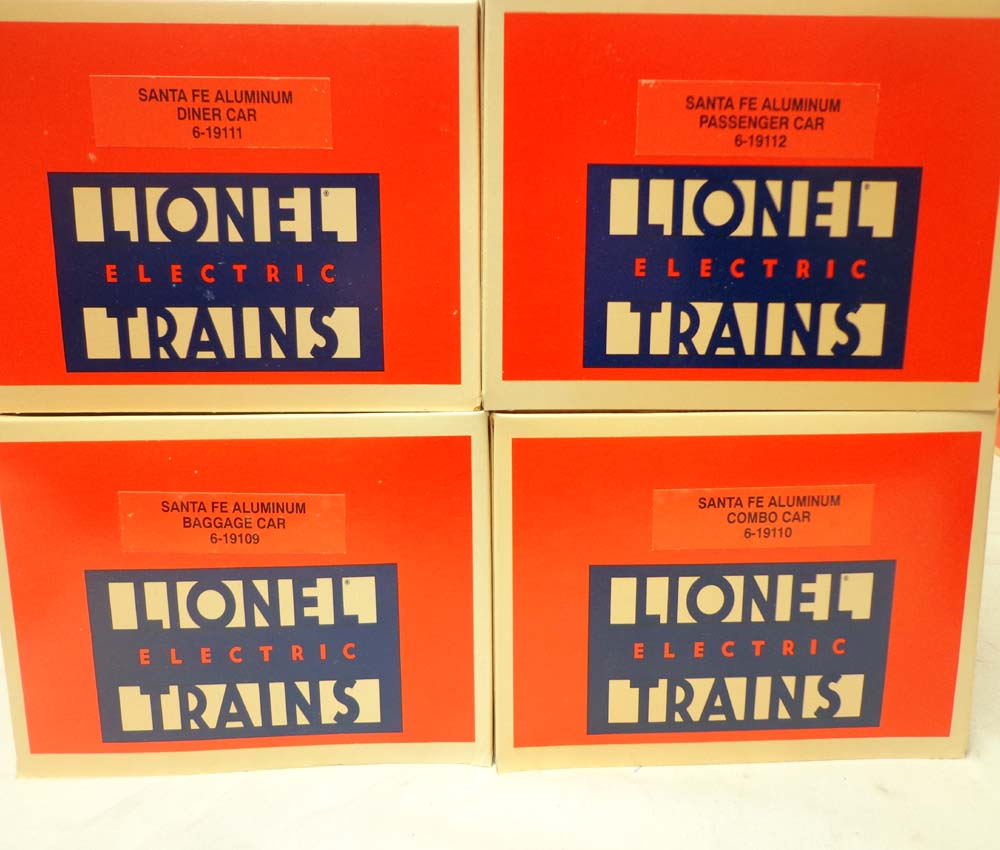 SANTA FE ALUMINUM
DINER CAR
6-19111
LIONEL®
ELECTRIC
TRAINS
SANTA FE ALUMINUM
PASSENGER CAR
6-19112
LIONEL®
ELECTRIC
TRAINS
SANTA FE ALUMINUM
BAGGAGE CAR
6-19109
LIONEL®
ELECTRIC
TRAINS
SANTA FE ALUMINUM
COMBO CAR
6-19110
LIONEL®
ELECTRIC
TRAINS